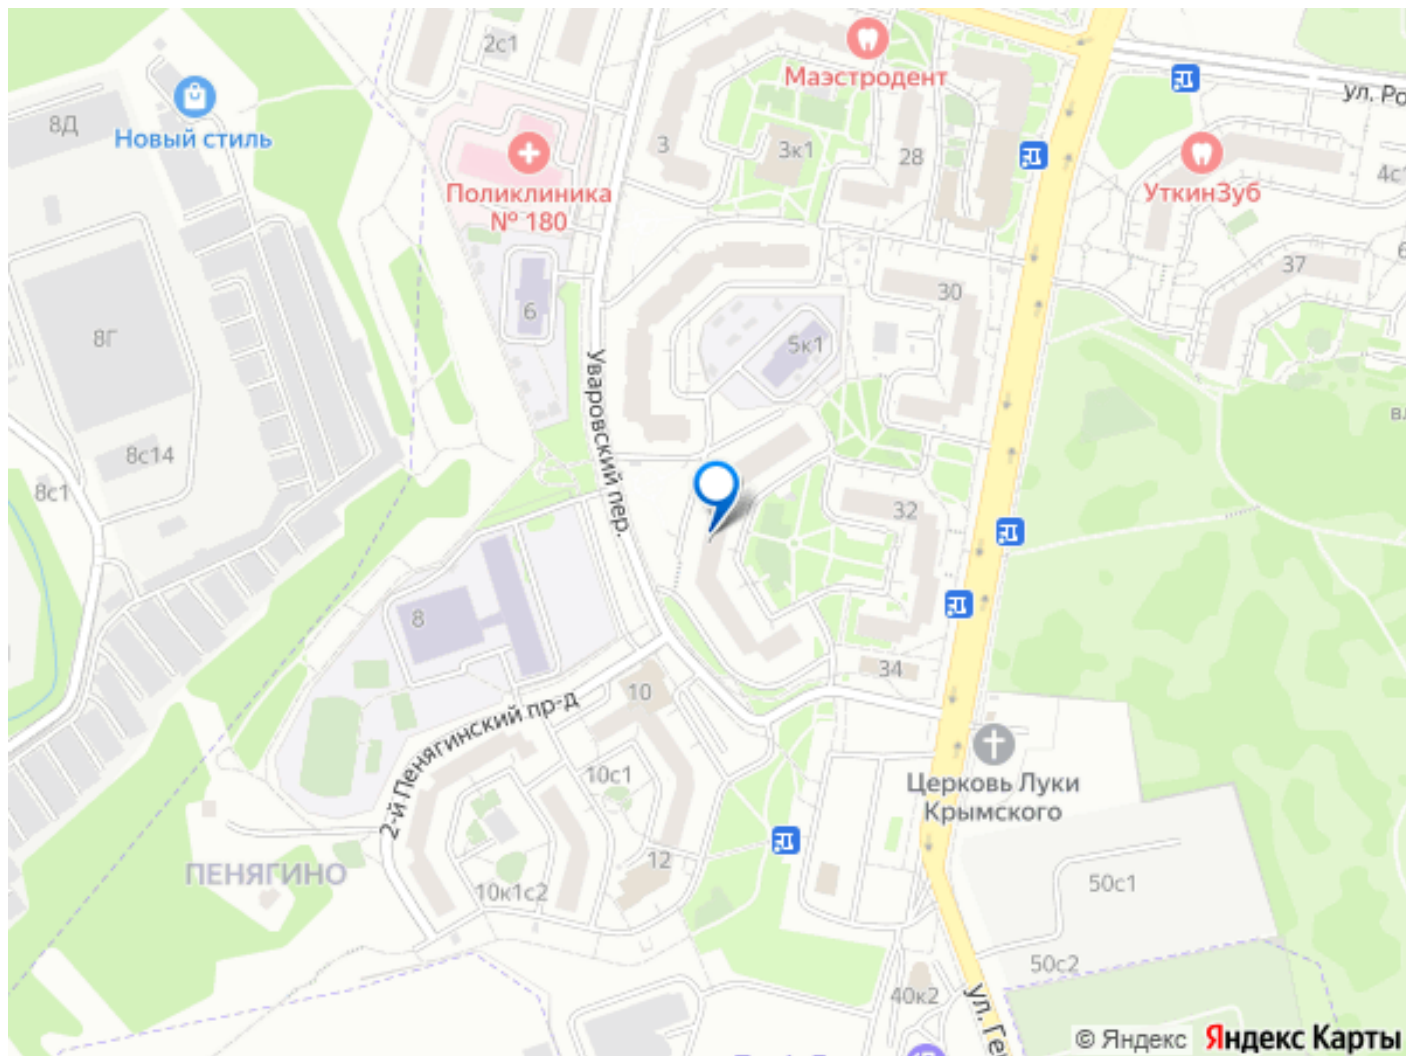 2с1
Маэстродент
ул. Ро
8Д
Новый стиль
3
3к1
28
Поликлиника
№ 180
УткинЗуб
4с1
37
6
30
8Г
5к1
Уваровский пер.
8с14
8с1
32
8
34
10
2-й Пенягинский пр-д
10с1
Церковь Луки
Крымского
ПЕНЯГИНО
12
10к1с2
50с1
50с2
40к2
ул. Ген
© Яндекс
Яндекс Карты